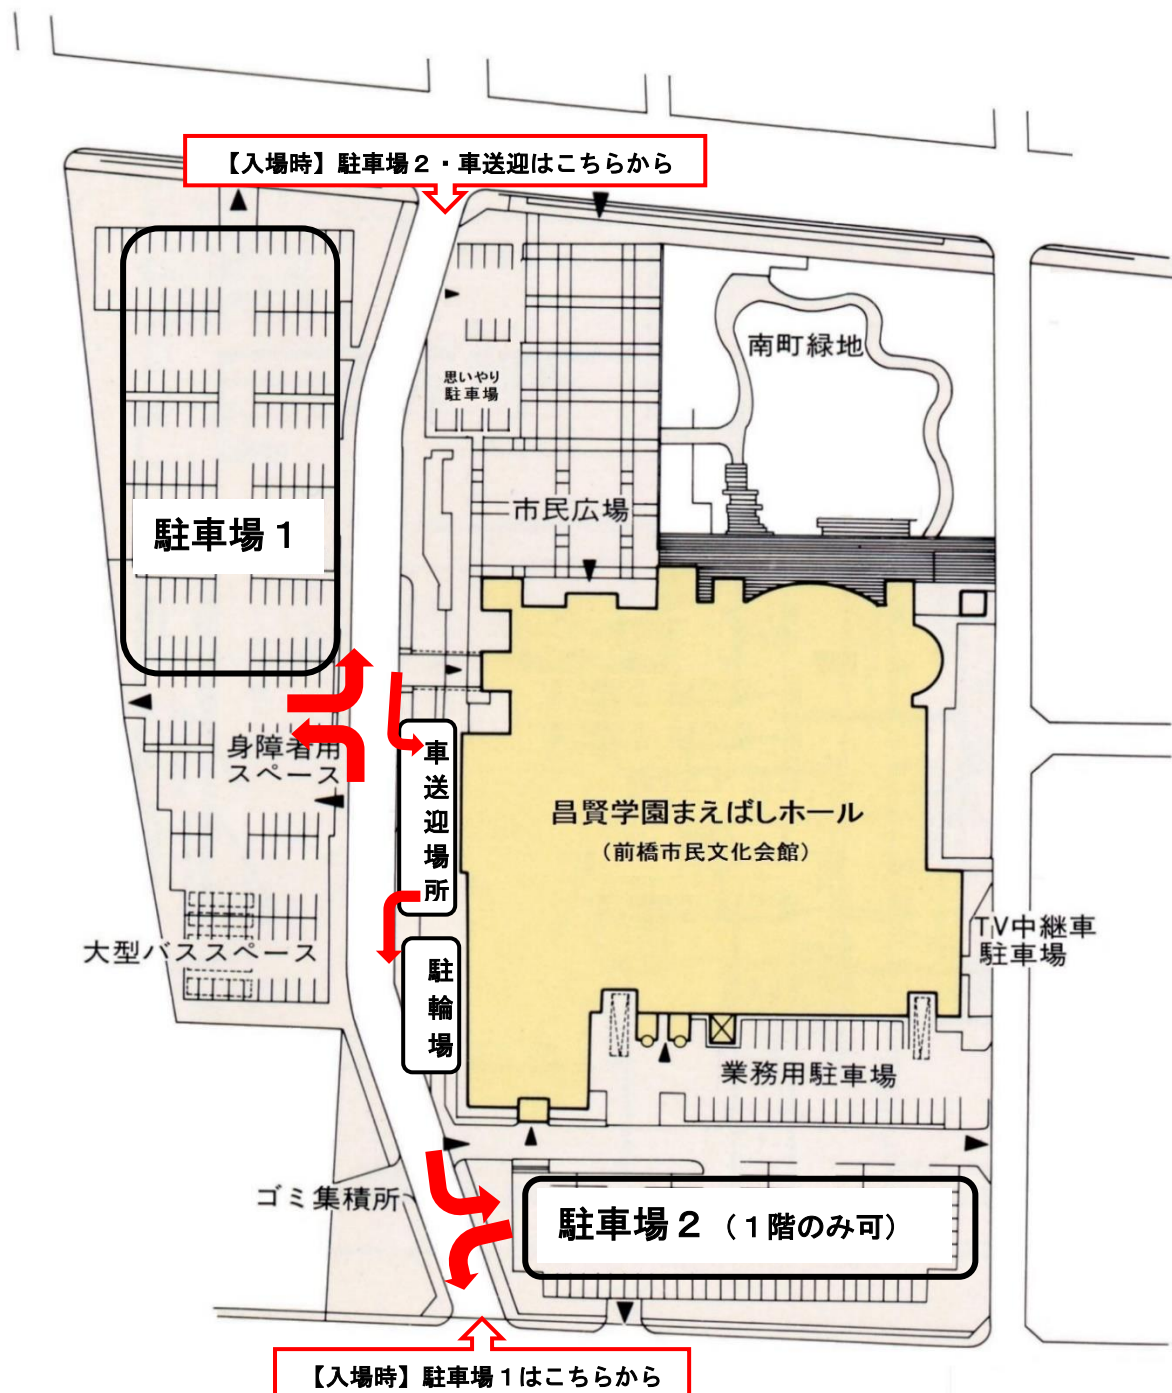 【入場時】駐車場２・車送迎はこちらから
南町緑地
思いやり
駐車場
市民広場
駐車場１
身障者用
スペース
車送迎場所
昌賢学園まえばしホール
(前橋市民文化会館)
大型バススペース
TV中継車
駐車場
駐輪場
業務用駐車場
ゴミ集積所
駐車場２（１階のみ可）
【入場時】駐車場１はこちらから